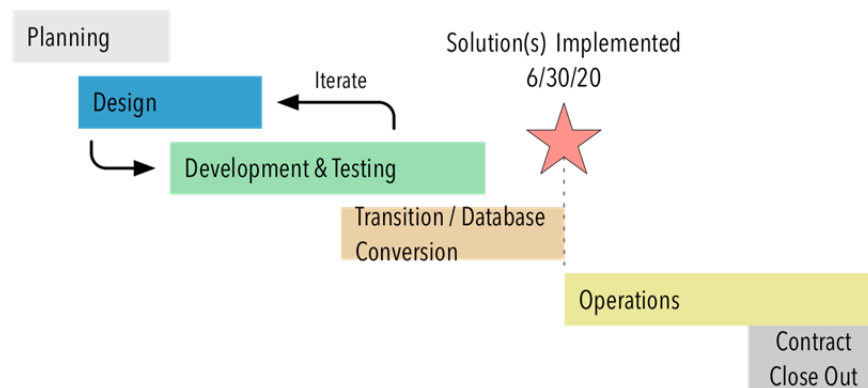 Planning
Solution(s) Implemented
6/30/20
Iterate
Design
Development & Testing
Transition / Database
Conversion
Operations
Contract
Close Out